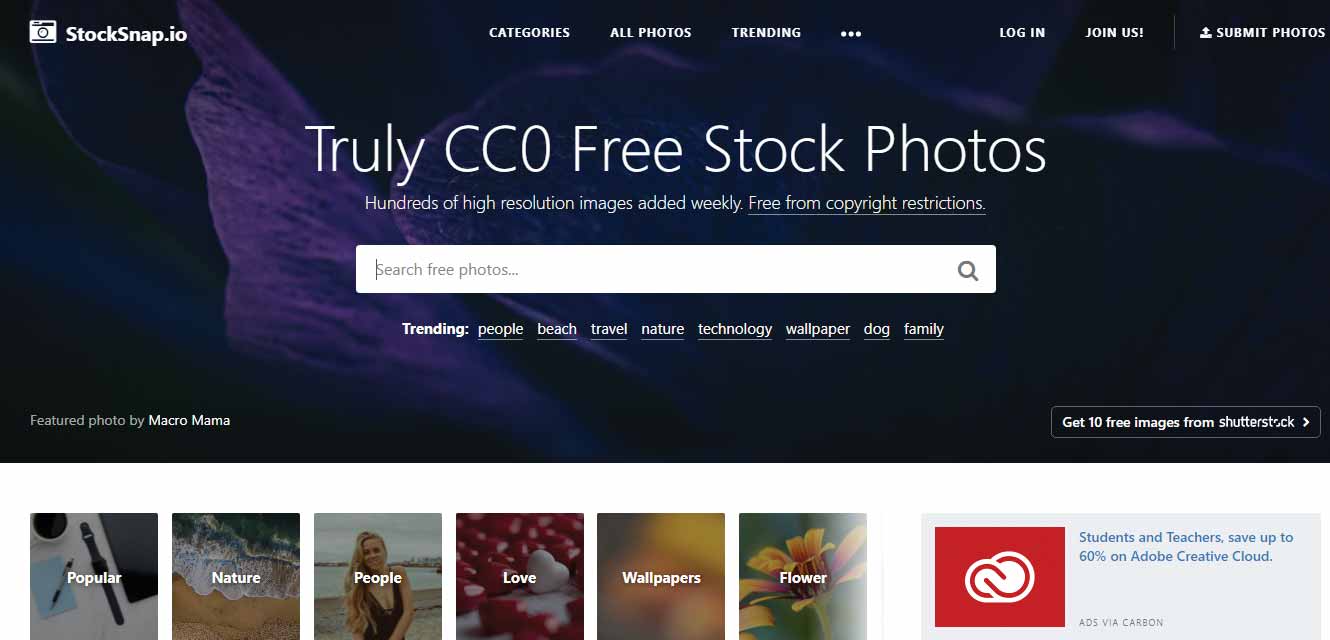 StockSnap.io
CATEGORIES ALL PHOTOS TRENDING ••• LOG IN JOIN US! SUBMIT PHOTOS
Truly CC0 Free Stock Photos
Hundreds of high resolution images added weekly. Free from copyright restrictions.
Search free photos...
Trending: people beach travel nature technology wallpaper dog family
Featured photo by Macro Mama
Get 10 free images from shutterstock
Popular Nature People Love Wallpapers Flower
Students and Teachers, save up to
60% on Adobe Creative Cloud.
ADS VIA CARBON